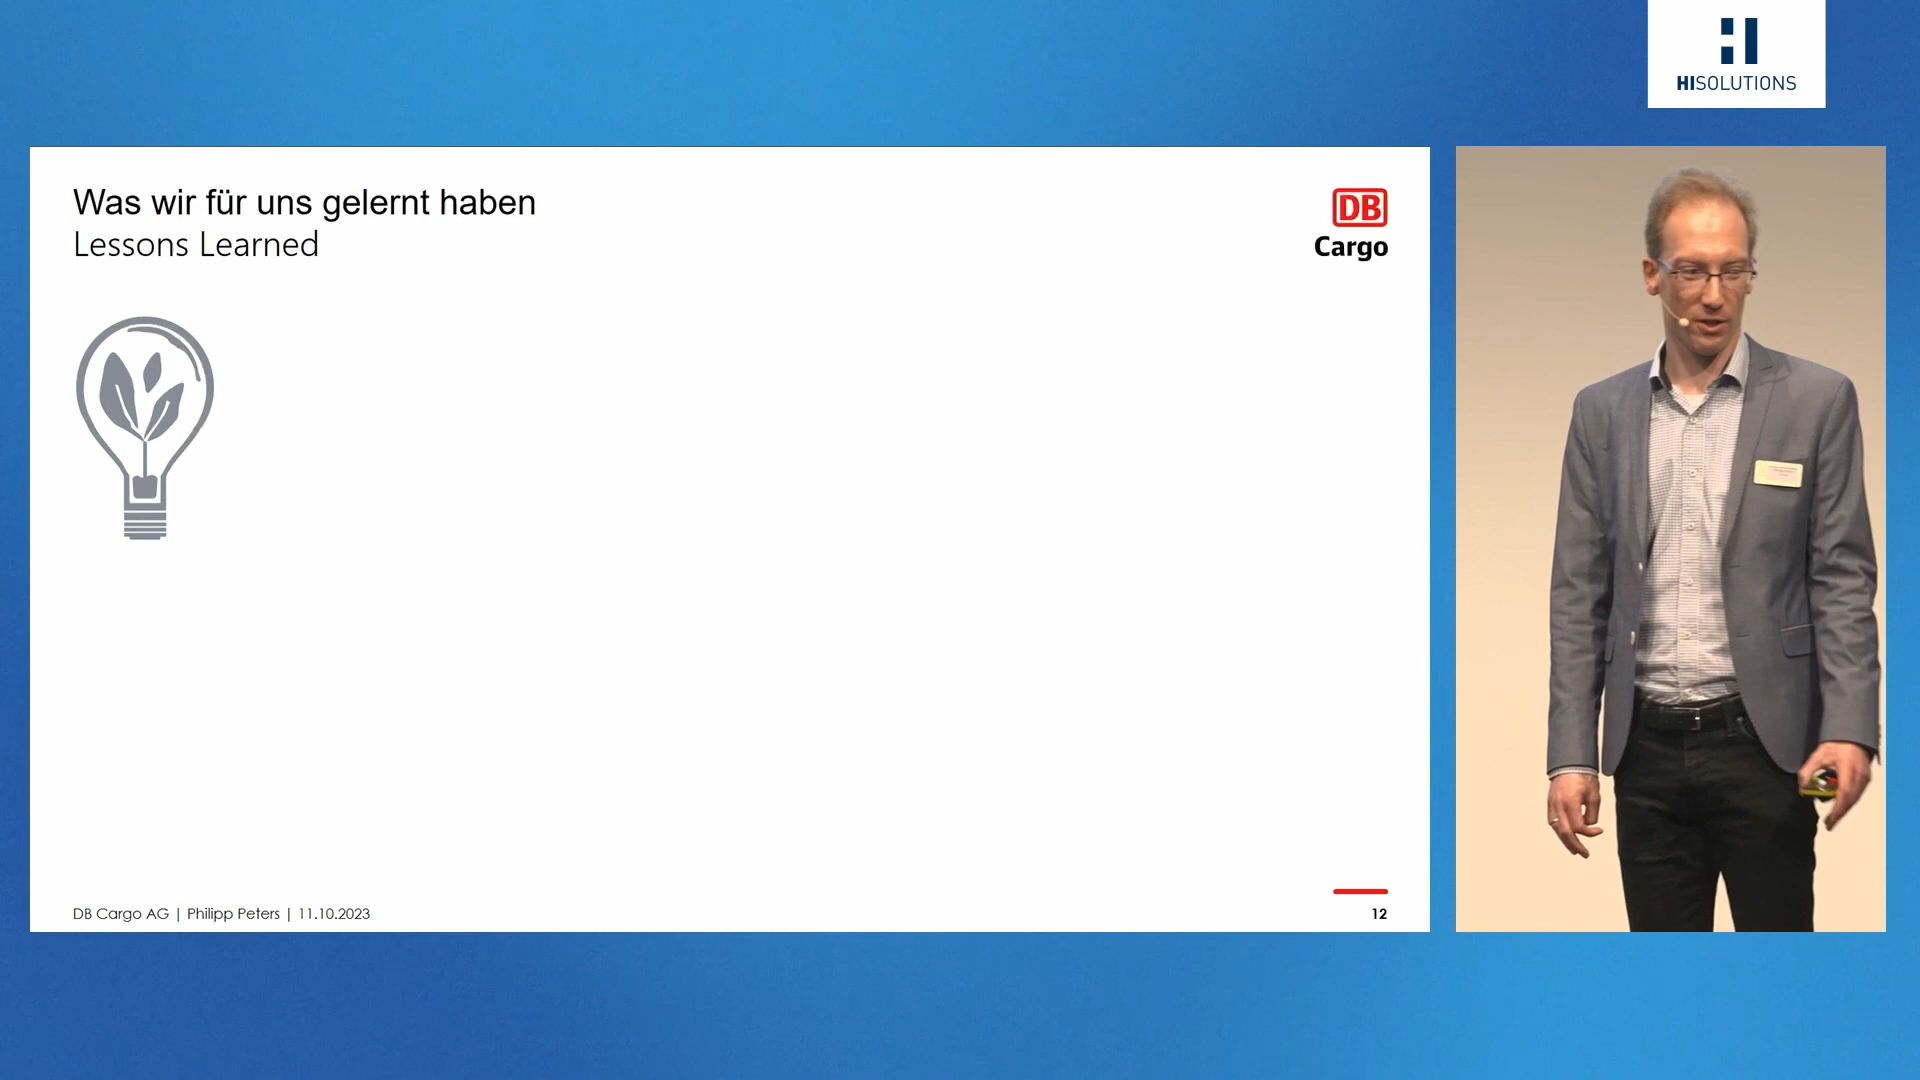 HISOLUTIONS
Was wir für uns gelernt haben
Lessons Learned
DB
Cargo
DB Cargo AG | Philipp Peters | 11.10.2023
12